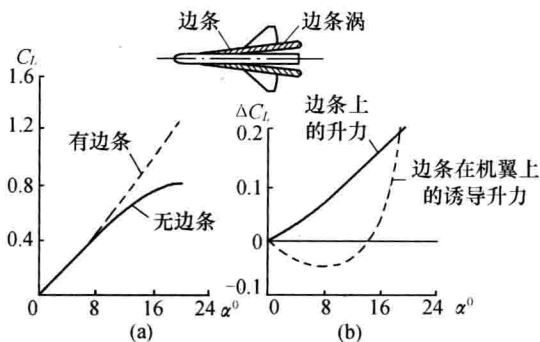 边条
边条涡
C_L
1.6
1.2
0.8
0.4
0
8
16
24
α⁰
有边条
无边条
(a)
ΔC_L
0.2
0.1
0
-0.1
0
8
16
24
α⁰
边条上
的升力
边条在机翼上
的诱导升力
(b)